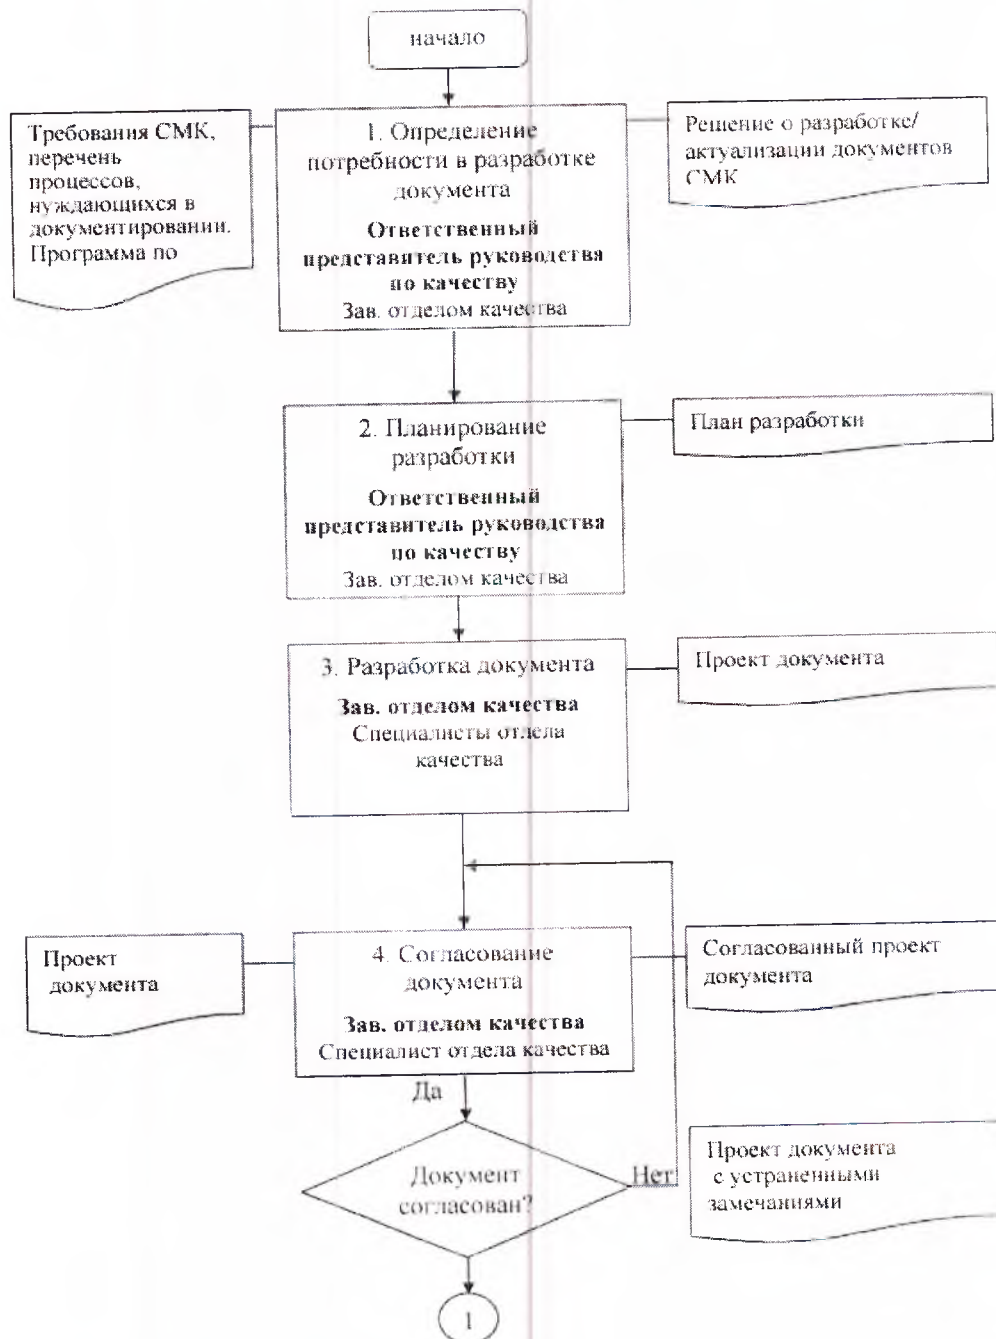 начало
Требования СМК,
перечень
процессов,
нуждающихся в
документировании.
Программа по
1. Определение
потребности в разработке
документа
Ответственный
представитель руководства
по качеству
Зав. отделом качества
Решение о разработке/
актуализации документов
СМК
2. Планирование
разработки
Ответственный
представитель руководства
по качеству
Зав. отделом качества
План разработки
3. Разработка документа
Зав. отделом качества
Специалисты отдела
качества
Проект документа
Проект
документа
4. Согласование
документа
Зав. отделом качества
Специалист отдела качества
Согласованный проект
документа
Да
Документ
согласован?
Нет
Проект документа
с устраненными
замечаниями
1